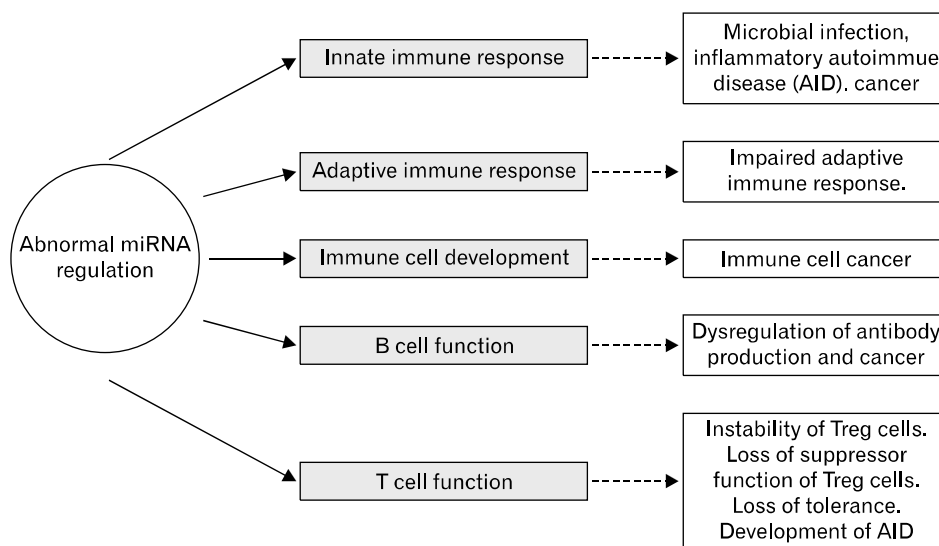 Abnormal miRNA
regulation
Innate immune response
Microbial infection,
inflammatory autoimmue
disease (AID). cancer
Adaptive immune response
Impaired adaptive
immune response.
Immune cell development
Immune cell cancer
B cell function
Dysregulation of antibody
production and cancer
T cell function
Instability of Treg cells.
Loss of suppressor
function of Treg cells.
Loss of tolerance.
Development of AID